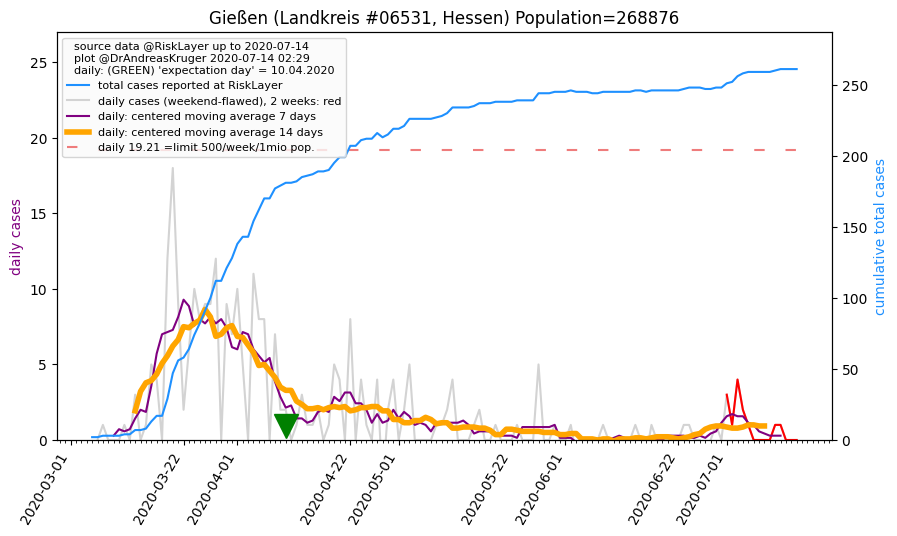 Gießen (Landkreis #06531, Hessen) Population=268876
source data @RiskLayer up to 2020-07-14
plot @DrAndreasKruger 2020-07-14 02:29
daily: (GREEN) 'expectation day' = 10.04.2020
total cases reported at RiskLayer
daily cases (weekend-flawed), 2 weeks: red
daily: centered moving average 7 days
daily: centered moving average 14 days
daily 19.21 =limit 500/week/1mio pop.
daily cases
25
20
15
10
5
0
250
200
150
100
50
0
cumulative total cases
2020-03-01
2020-03-22
2020-04-01
2020-04-22
2020-05-01
2020-05-22
2020-06-01
2020-06-22
2020-07-01